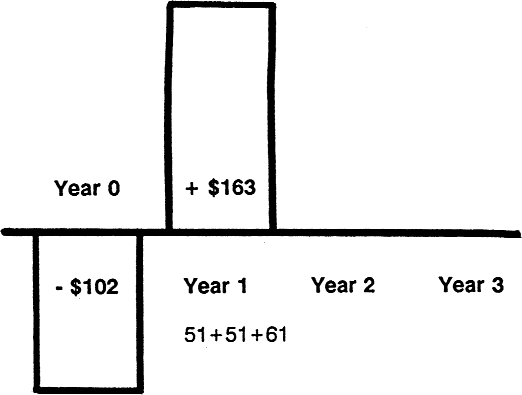 Year 0
+ $163
- $102
Year 1
Year 2
Year 3
51+51+61